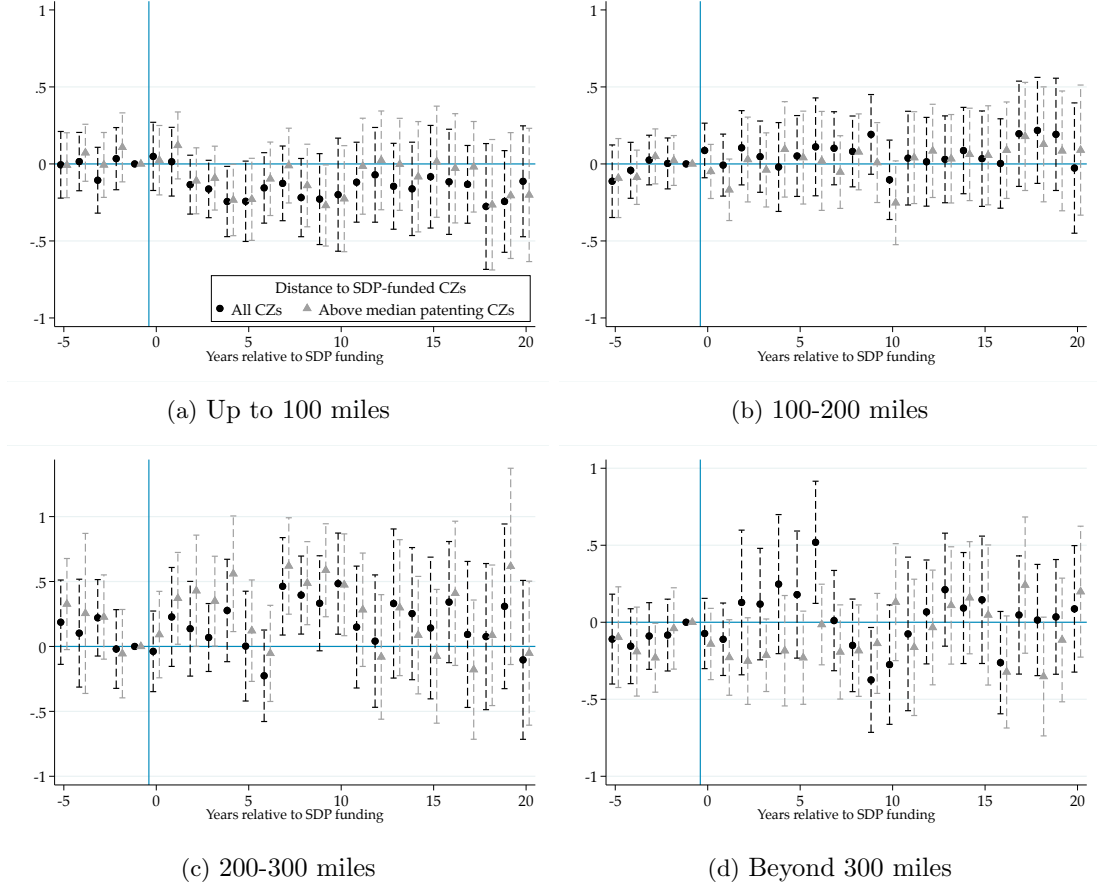 1
.5
0
-.5
-1
-5 0 5 10 15 20
Years relative to SDP funding
Distance to SDP-funded CZs
All CZs Above median patenting CZs
(a) Up to 100 miles
1
.5
0
-.5
-1
-5 0 5 10 15 20
Years relative to SDP funding
(b) 100-200 miles
1
.5
0
-.5
-1
-5 0 5 10 15 20
Years relative to SDP funding
(c) 200-300 miles
1
.5
0
-.5
-1
-5 0 5 10 15 20
Years relative to SDP funding
(d) Beyond 300 miles